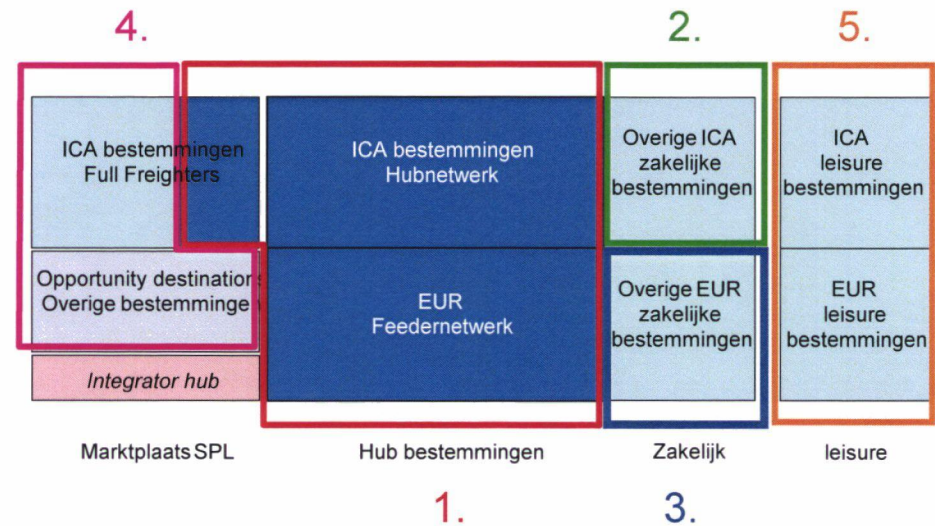 4.
2.
5.
ICA bestemmingen
Full Freighters
ICA bestemmingen
Hubnetwerk
Overige ICA
zakelijke
bestemmingen
ICA
leisure
bestemmingen
Opportunity destinations
Overige bestemmingen
EUR
Feedernetwerk
Overige EUR
zakelijke
bestemmingen
EUR
leisure
bestemmingen
Integrator hub
Marktplaats SPL
Hub bestemmingen
Zakelijk
leisure
1.
3.